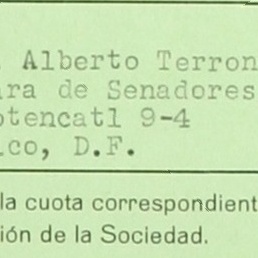 . Alberto Terron
ara de Senadores
otencatl 9-4
ico, D.F.
la cuota correspondient
ión de la Sociedad.